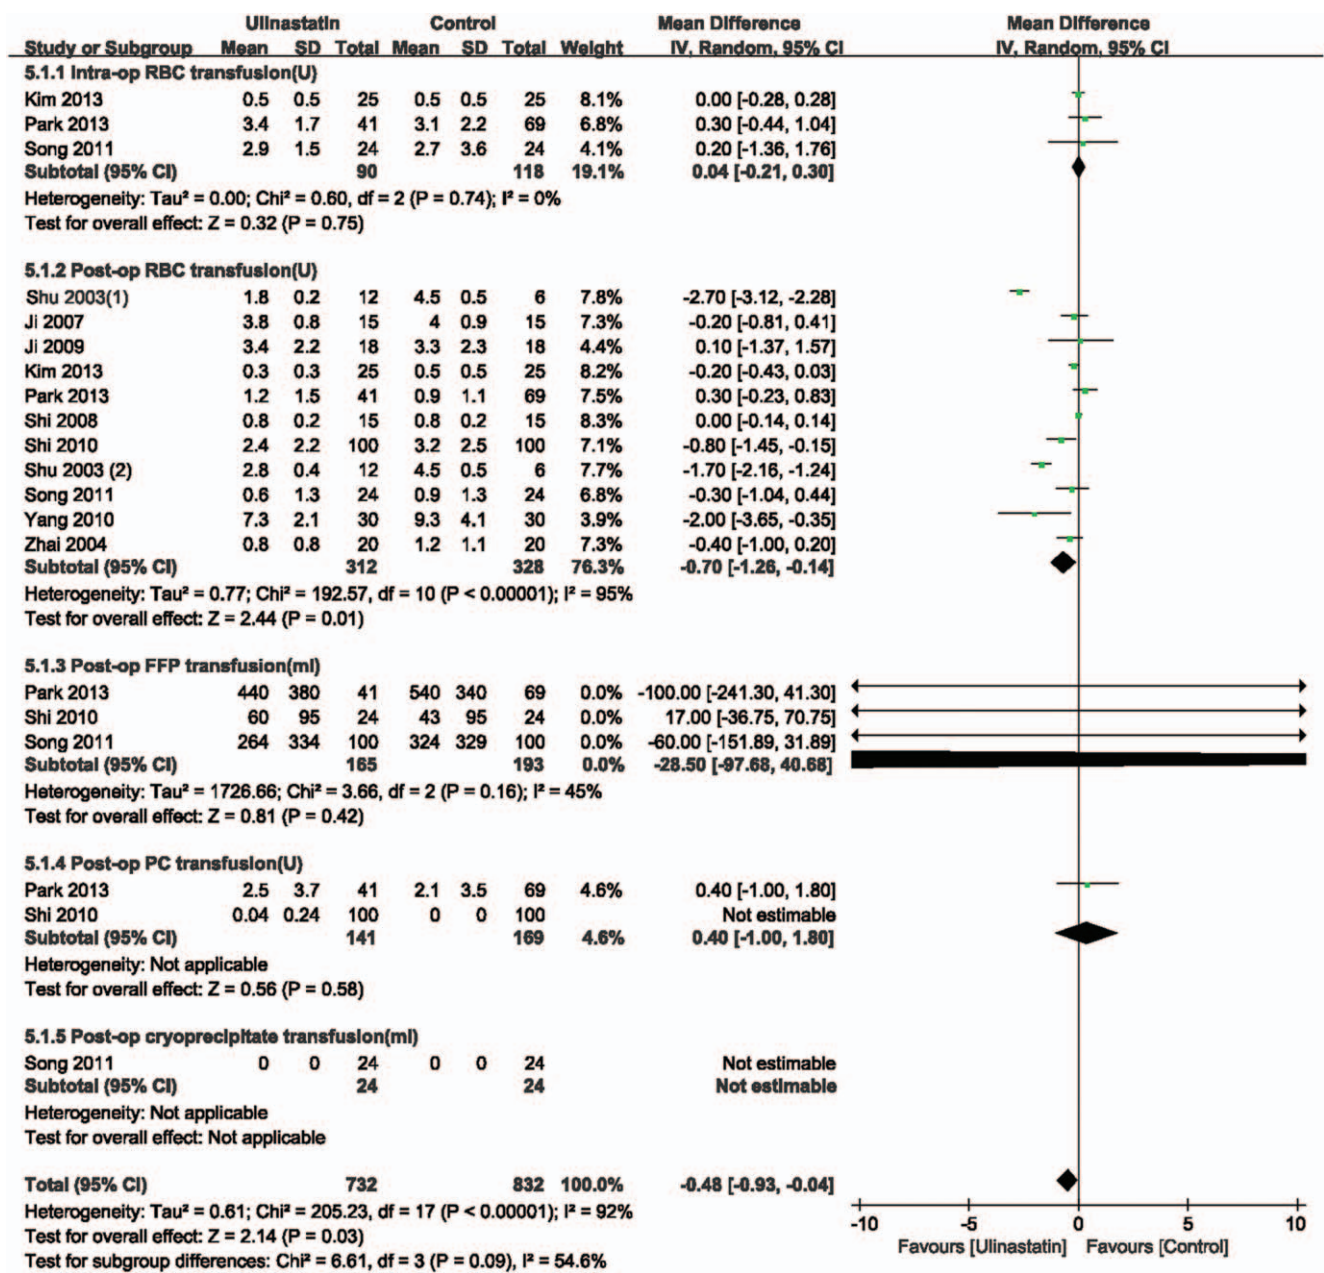 Ulinastatin Control Mean Difference Mean Difference
Study or Subgroup Mean SD Total Mean SD Total Weight IV, Random, 95% CI IV, Random, 95% CI
5.1.1 Intra-op RBC transfusion(U)
Kim 2013 0.5 0.5 25 0.5 0.5 25 8.1% 0.00 [-0.28, 0.28]
Park 2013 3.4 1.7 41 3.1 2.2 69 6.8% 0.30 [-0.44, 1.04]
Song 2011 2.9 1.5 24 2.7 3.6 24 4.1% 0.20 [-1.36, 1.76]
Subtotal (95% CI) 90 118 19.1% 0.04 [-0.21, 0.30]
Heterogeneity: Tau² = 0.00; Chi² = 0.60, df = 2 (P = 0.74); I² = 0%
Test for overall effect: Z = 0.32 (P = 0.75)
5.1.2 Post-op RBC transfusion(U)
Shu 2003(1) 1.8 0.2 12 4.5 0.5 6 7.8% -2.70 [-3.12, -2.28]
Ji 2007 3.8 0.8 15 4 0.9 15 7.3% -0.20 [-0.81, 0.41]
Ji 2009 3.4 2.2 18 3.3 2.3 18 4.4% 0.10 [-1.37, 1.57]
Kim 2013 0.3 0.3 25 0.5 0.5 25 8.2% -0.20 [-0.43, 0.03]
Park 2013 1.2 1.5 41 0.9 1.1 69 7.5% 0.30 [-0.23, 0.83]
Shi 2008 0.8 0.2 15 0.8 0.2 15 8.3% 0.00 [-0.14, 0.14]
Shi 2010 2.4 2.2 100 3.2 2.5 100 7.1% -0.80 [-1.45, -0.15]
Shu 2003 (2) 2.8 0.4 12 4.5 0.5 6 7.7% -1.70 [-2.16, -1.24]
Song 2011 0.6 1.3 24 0.9 1.3 24 6.8% -0.30 [-1.04, 0.44]
Yang 2010 7.3 2.1 30 9.3 4.1 30 3.9% -2.00 [-3.65, -0.35]
Zhai 2004 0.8 0.8 20 1.2 1.1 20 7.3% -0.40 [-1.00, 0.20]
Subtotal (95% CI) 312 328 76.3% -0.70 [-1.26, -0.14]
Heterogeneity: Tau² = 0.77; Chi² = 192.57, df = 10 (P < 0.00001); I² = 95%
Test for overall effect: Z = 2.44 (P = 0.01)
5.1.3 Post-op FFP transfusion(ml)
Park 2013 440 380 41 540 340 69 0.0% -100.00 [-241.30, 41.30]
Shi 2010 60 95 24 43 95 24 0.0% 17.00 [-36.75, 70.75]
Song 2011 264 334 100 324 329 100 0.0% -60.00 [-151.89, 31.89]
Subtotal (95% CI) 165 193 0.0% -28.50 [-97.68, 40.68]
Heterogeneity: Tau² = 1726.66; Chi² = 3.66, df = 2 (P = 0.16); I² = 45%
Test for overall effect: Z = 0.81 (P = 0.42)
5.1.4 Post-op PC transfusion(U)
Park 2013 2.5 3.7 41 2.1 3.5 69 4.6% 0.40 [-1.00, 1.80]
Shi 2010 0.04 0.24 100 0 0 100 Not estimable
Subtotal (95% CI) 141 169 4.6% 0.40 [-1.00, 1.80]
Heterogeneity: Not applicable
Test for overall effect: Z = 0.56 (P = 0.58)
5.1.5 Post-op cryoprecipitate transfusion(ml)
Song 2011 0 0 24 0 0 24 Not estimable
Subtotal (95% CI) 24 24 Not estimable
Heterogeneity: Not applicable
Test for overall effect: Not applicable
Total (95% CI) 732 832 100.0% -0.48 [-0.93, -0.04]
Heterogeneity: Tau² = 0.61; Chi² = 205.23, df = 17 (P < 0.00001); I² = 92%
Test for overall effect: Z = 2.14 (P = 0.03)
Test for subgroup differences: Chi² = 6.61, df = 3 (P = 0.09), I² = 54.6%
-10 -5 0 5 10
Favours [Ulinastatin] Favours [Control]